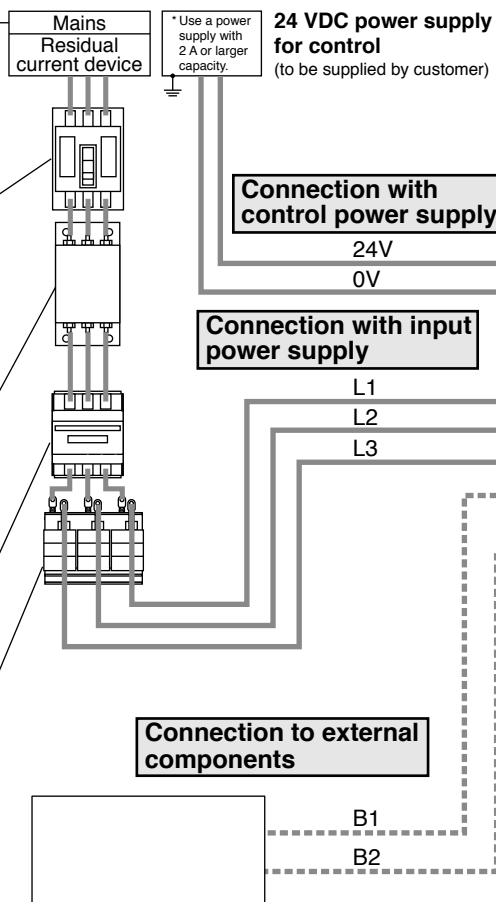 Mains
Residual
current device
* Use a power
supply with
2 A or larger
capacity.
24 VDC power supply
for control
(to be supplied by customer)
Connection with
control power supply
24V
0V
Connection with input
power supply
L1
L2
L3
Connection to external
components
B1
B2